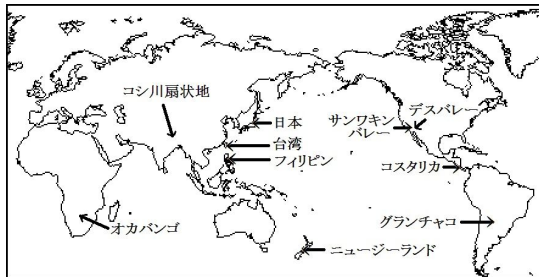 コシ川扇状地
日本
台湾
フィリピン
オカバンゴ
ニュージーランド
サンワキン
バレー
デスバレー
コスタリカ
グランチャコ